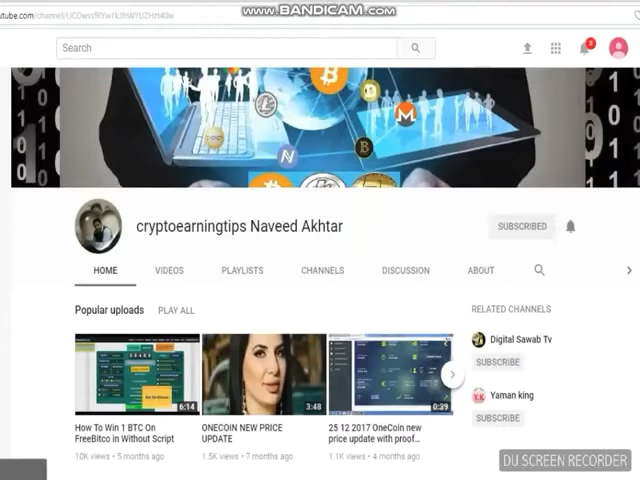 www.BANDICAM.com
Search
3
cryptoearningtips Naveed Akhtar
SUBSCRIBED
HOME VIDEOS PLAYLISTS CHANNELS DISCUSSION ABOUT
Popular uploads PLAY ALL
RELATED CHANNELS
Digital Sawab Tv
SUBSCRIBE
Yaman king
SUBSCRIBE
6:14
3:48
0:39
How To Win 1 BTC On
FreeBitco in Without Script
10K views • 5 months ago
ONECOIN NEW PRICE
UPDATE
1.5K views • 7 months ago
25 12 2017 OneCoin new
price update with proof...
1.1K views • 4 months ago
DU SCREEN RECORDER